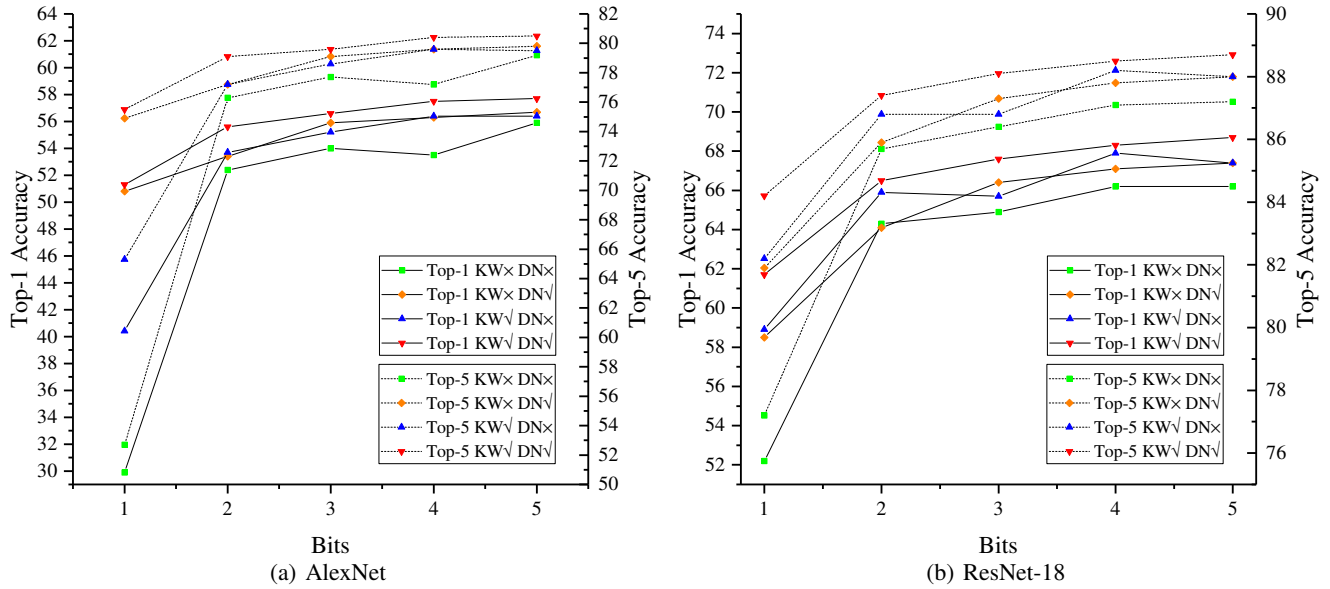 64
62
60
58
56
54
52
50
48
46
44
42
40
38
36
34
32
30
Top-1 Accuracy
1 2 3 4 5
Bits
82
80
78
76
74
72
70
68
66
64
62
60
58
56
54
52
50
Top-5 Accuracy
Top-1 KW× DN×
Top-1 KW× DN√
Top-1 KW√ DN×
Top-1 KW√ DN√
Top-5 KW× DN×
Top-5 KW× DN√
Top-5 KW√ DN×
Top-5 KW√ DN√
(a) AlexNet
74
72
70
68
66
64
62
60
58
56
54
52
Top-1 Accuracy
1 2 3 4 5
Bits
90
88
86
84
82
80
78
76
Top-5 Accuracy
Top-1 KW× DN×
Top-1 KW× DN√
Top-1 KW√ DN×
Top-1 KW√ DN√
Top-5 KW× DN×
Top-5 KW× DN√
Top-5 KW√ DN×
Top-5 KW√ DN√
(b) ResNet-18